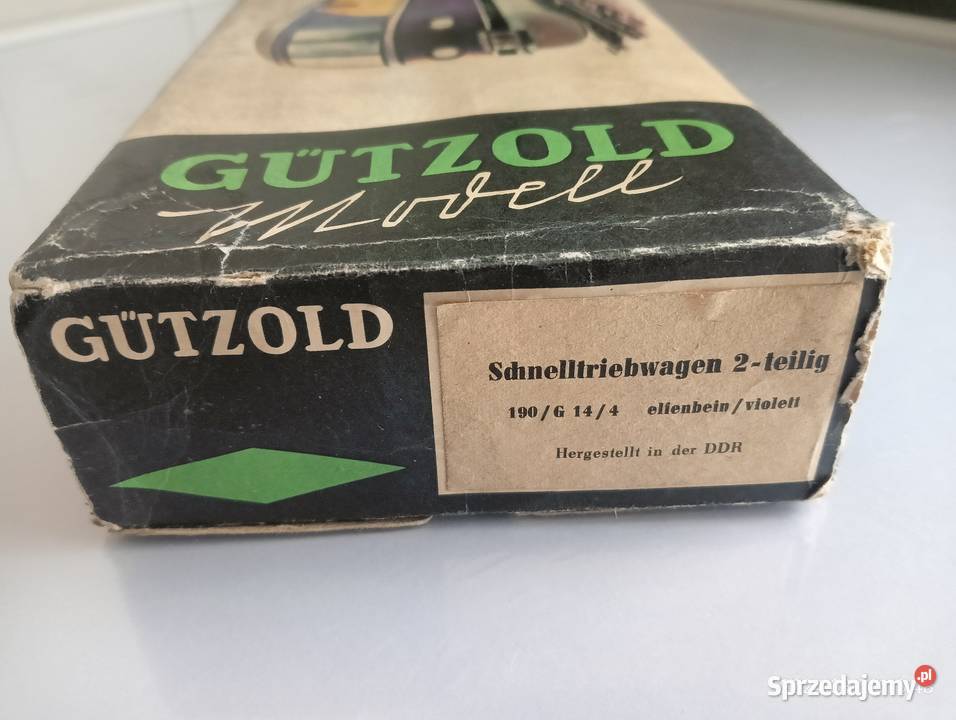 GÜTZOLD
Modell
GÜTZOLD
Schnelltriebwagen 2-teilig
190/G 14/4 elfenbein/violett
Hergestellt in der DDR
Sprzedajemy.pl